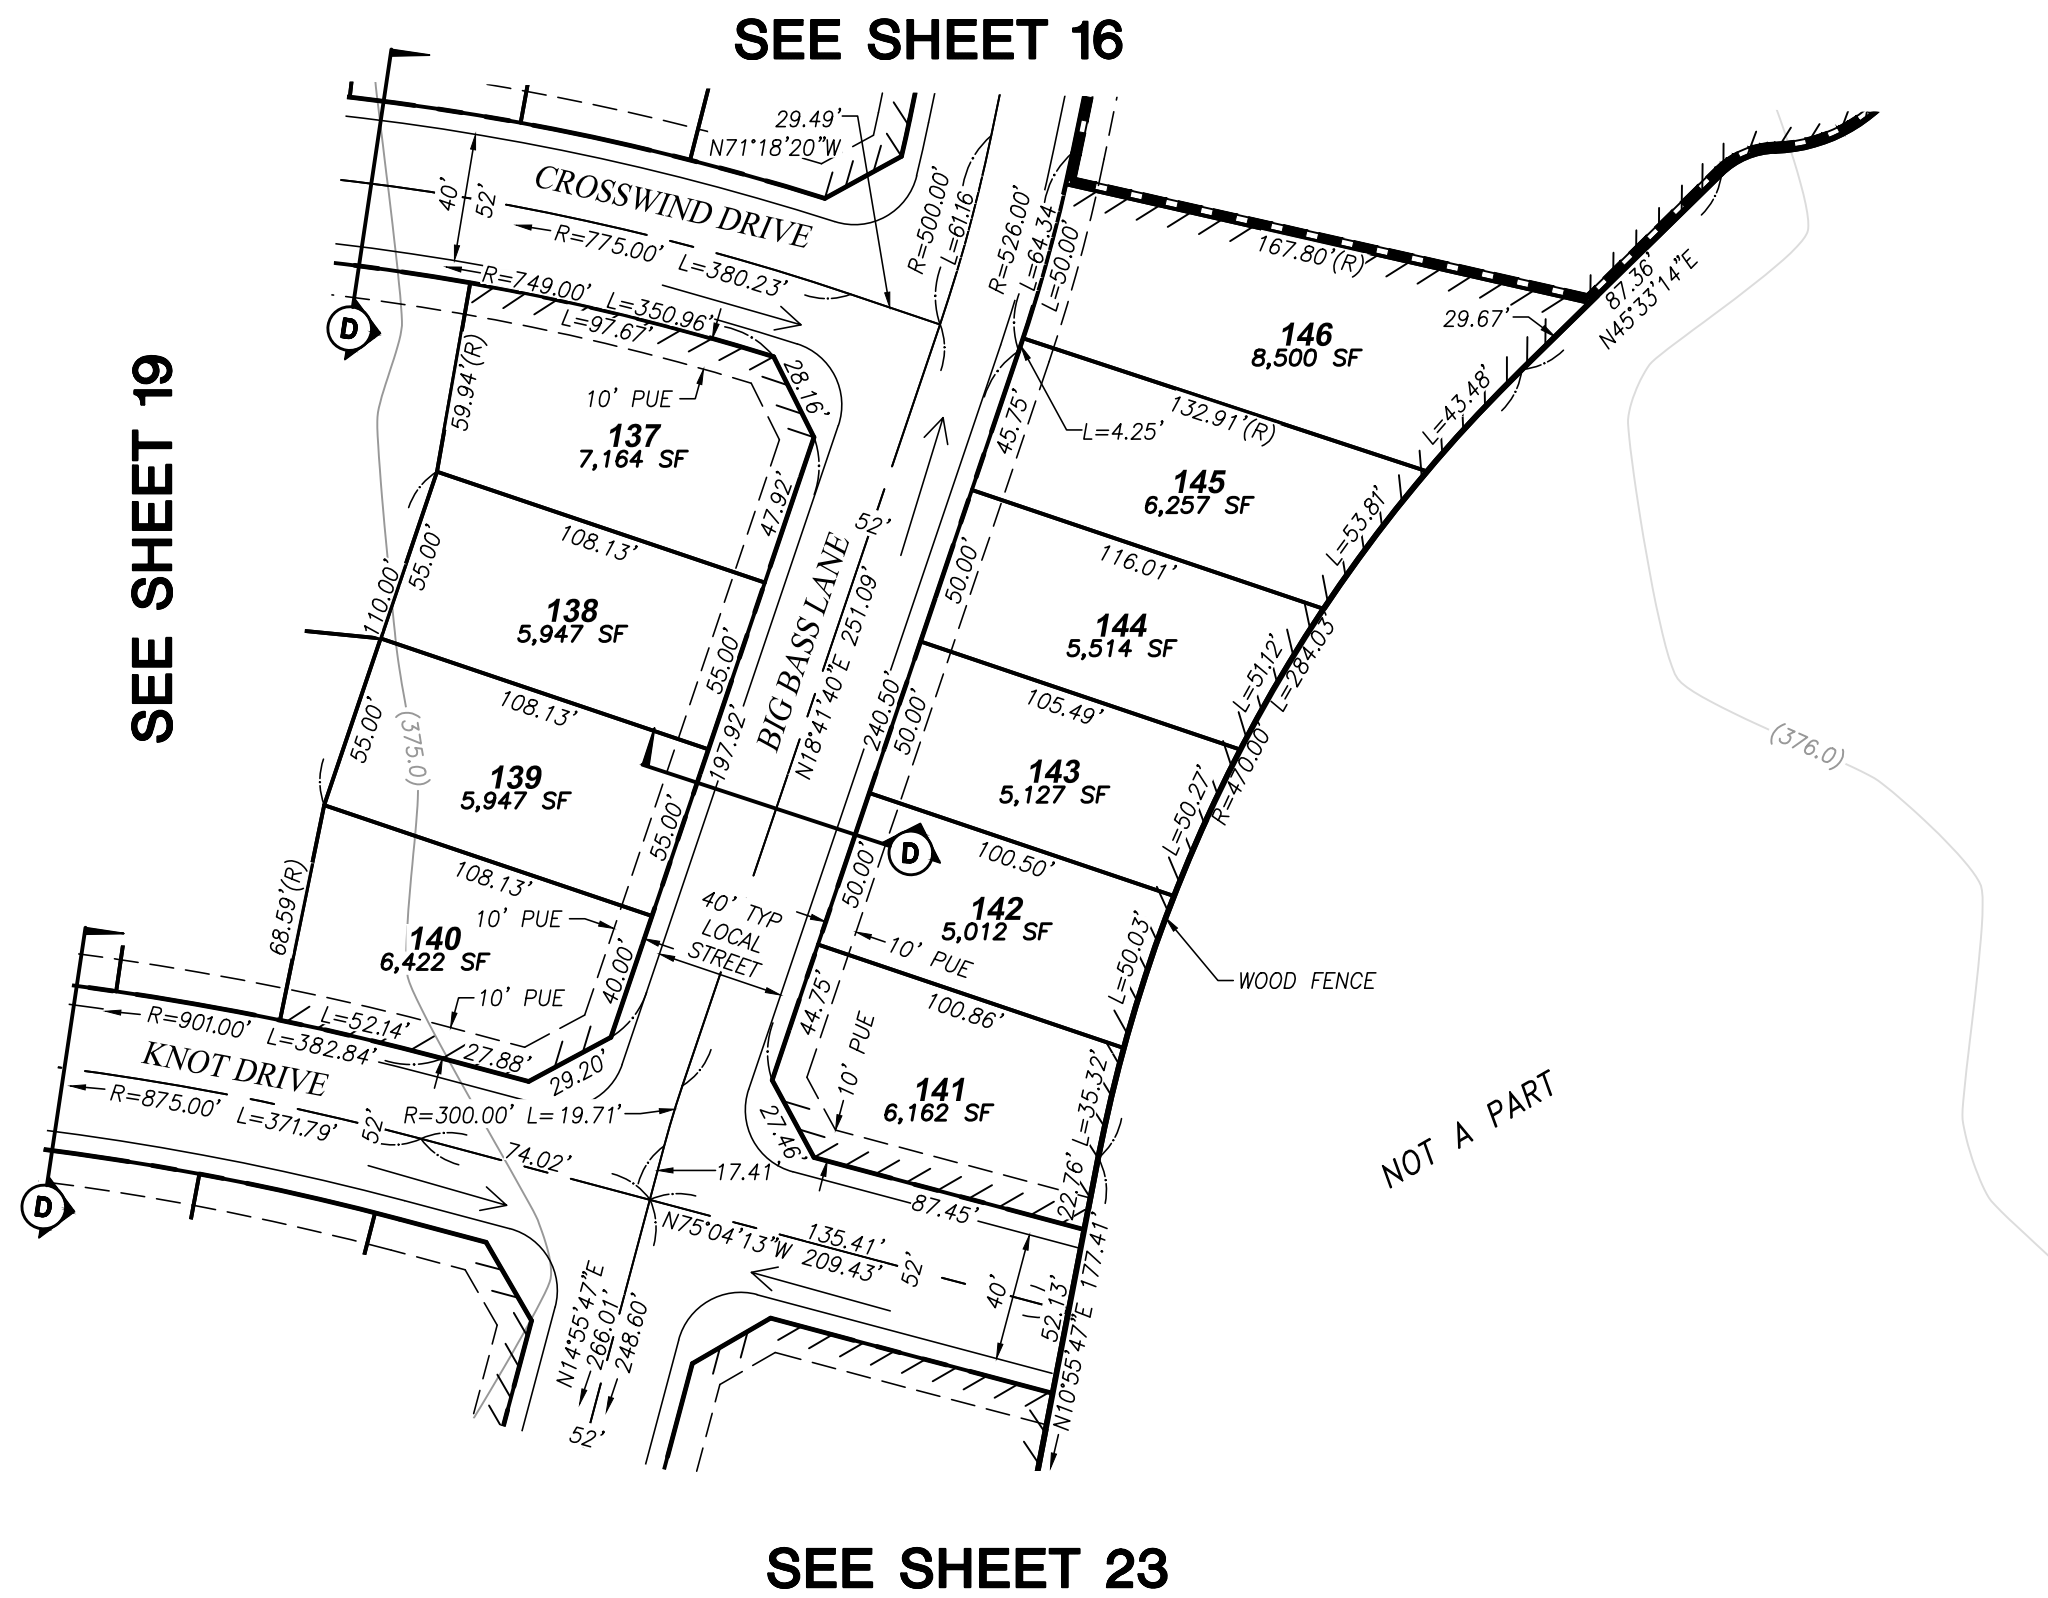 SEE SHEET 16
SEE SHEET 19
29.49'
N71°18'20"W
CROSSWIND DRIVE
40'
52'
R=775.00' L=380.23'
R=749.00' L=350.96'
L=97.67'
R=500.00'
L=61.16
R=526.00'
L=64.34
L=50.00'
167.80'(R)
87.36'
N45°33'14"E
29.67'
146
8,500 SF
D
59.94'(R)
10' PUE
28.16'
137
7,164 SF
47.92'
45.75'
L=4.25'
132.91'(R)
L=43.48'
145
6,257 SF
L=53.81'
108.13'
55.00'
110.00'
52'
BIG BASS LANE
N18°41'40"E 251.09'
50.00'
116.01'
138
5,947 SF
144
5,514 SF
L=51.12'
L=284.03'
R=470.00'
55.00'
108.13'
55.00'
197.92'
240.50'
50.00'
105.49'
(375.0)
(376.0)
139
5,947 SF
143
5,127 SF
L=50.27'
55.00'
D
108.13'
50.00'
100.50'
68.59'(R)
10' PUE
40' TYP
LOCAL
STREET
142
5,012 SF
10' PUE
L=50.03'
WOOD FENCE
140
6,422 SF
10' PUE
40.00'
44.75'
100.86'
R=901.00' L=382.84'
L=52.14'
27.88'
29.20'
KNOT DRIVE
R=875.00' L=371.79'
52'
R=300.00' L=19.71'
10' PUE
141
6,162 SF
L=35.32'
27.46'
74.02'
17.41'
22.76'
NOT A PART
D
87.45'
N75°04'13"W 209.43'
135.41'
52'
40'
52.13'
N10°55'47"E 177.41'
N14°55'47"E
266.01'
248.60'
52'
SEE SHEET 23